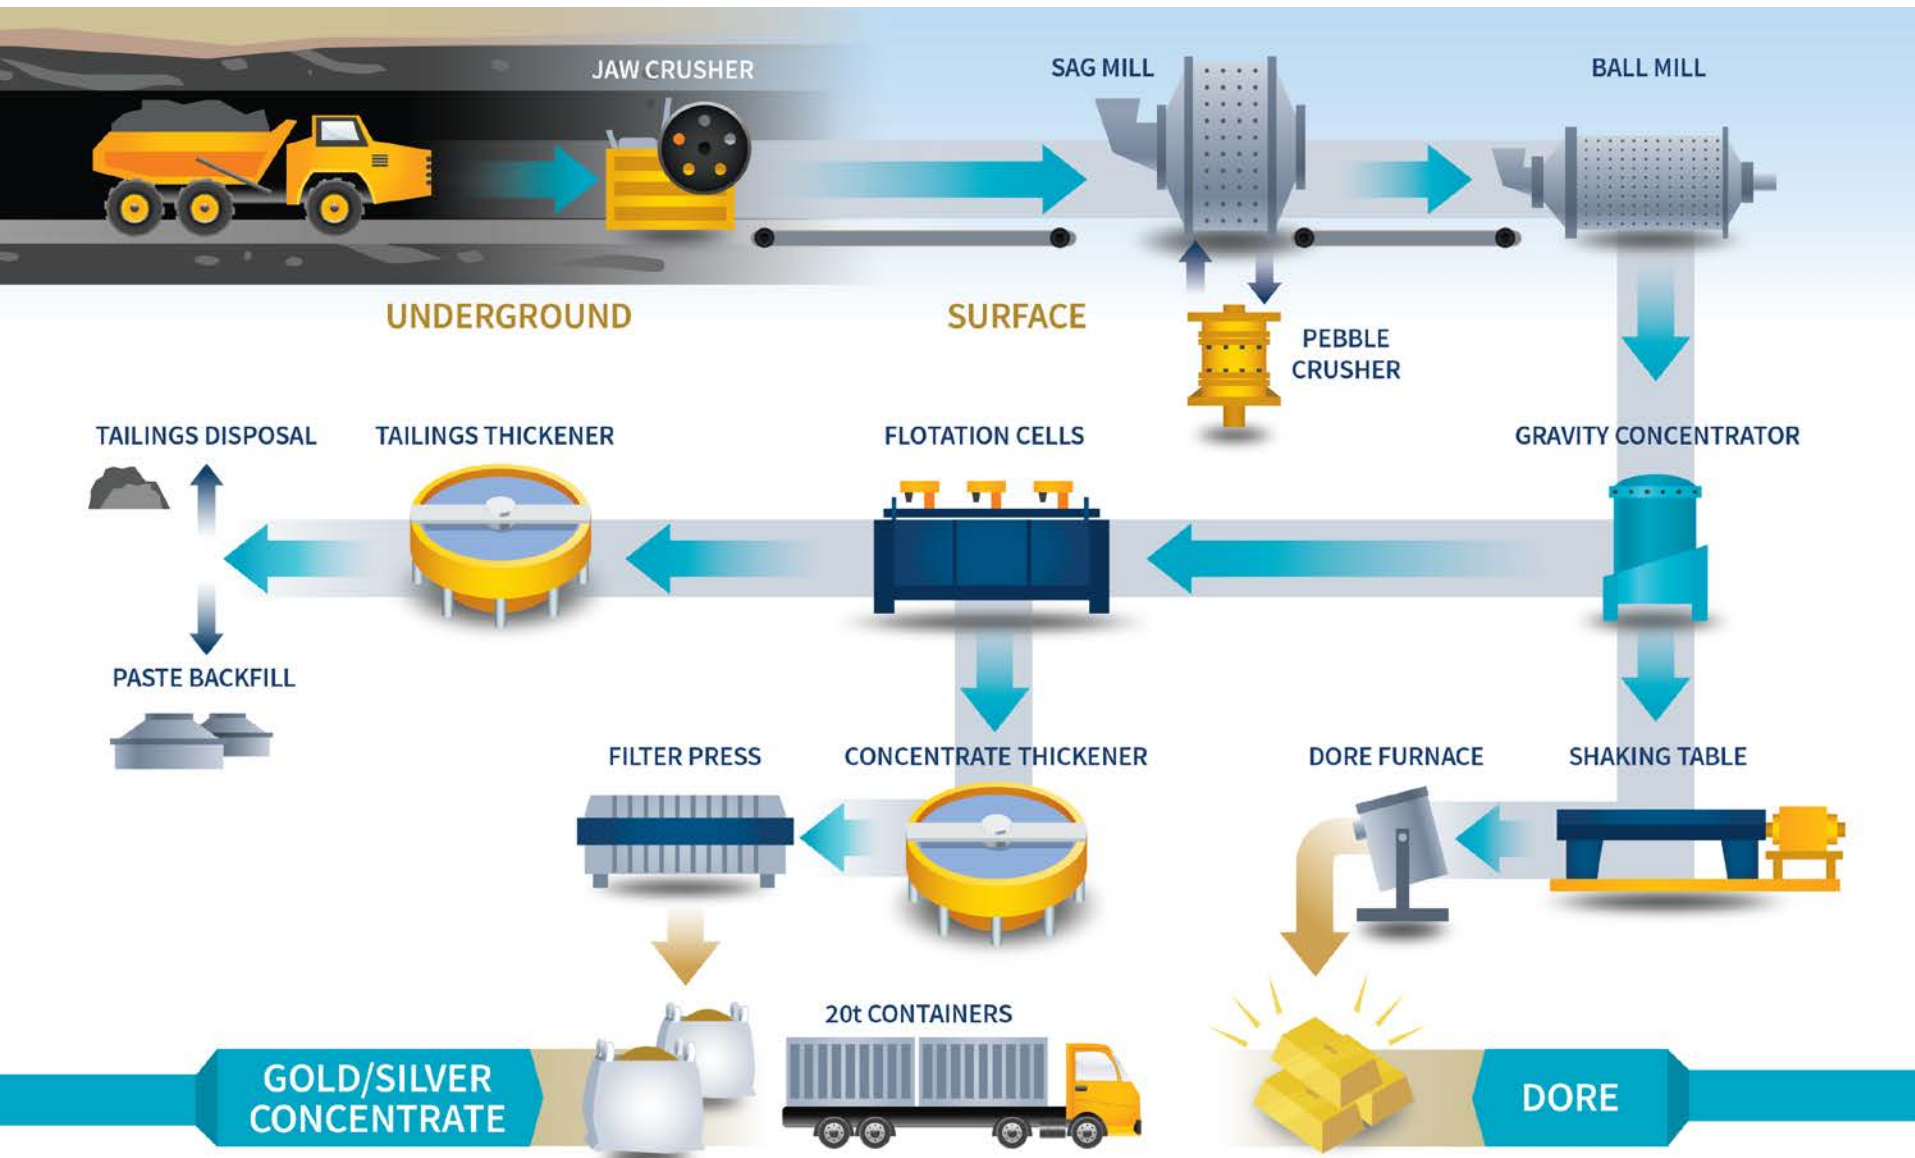 JAW CRUSHER
SAG MILL
BALL MILL
UNDERGROUND
SURFACE
PEBBLE
CRUSHER
TAILINGS DISPOSAL
TAILINGS THICKENER
FLOTATION CELLS
GRAVITY CONCENTRATOR
PASTE BACKFILL
FILTER PRESS
CONCENTRATE THICKENER
DORE FURNACE
SHAKING TABLE
20t CONTAINERS
GOLD/SILVER
CONCENTRATE
DORE